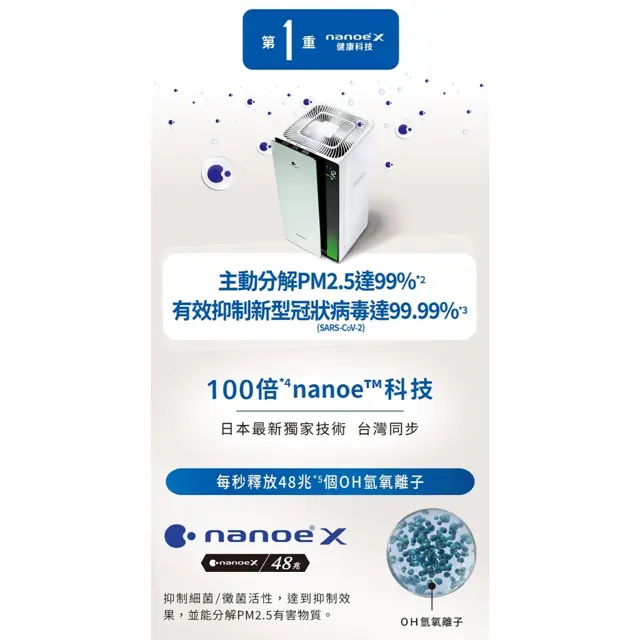 第1重 nanoe™X
健康科技
主動分解PM2.5達99%*2
有效抑制新型冠狀病毒達99.99%*3
(SARS-CoV-2)
100倍*4nanoe™科技
日本最新獨家技術 台灣同步
每秒釋放48兆*5個OH氫氧離子
nanoe®X
nanoeX/48兆
抑制細菌/黴菌活性，達到抑制效
果，並能分解PM2.5有害物質。
OH氫氧離子